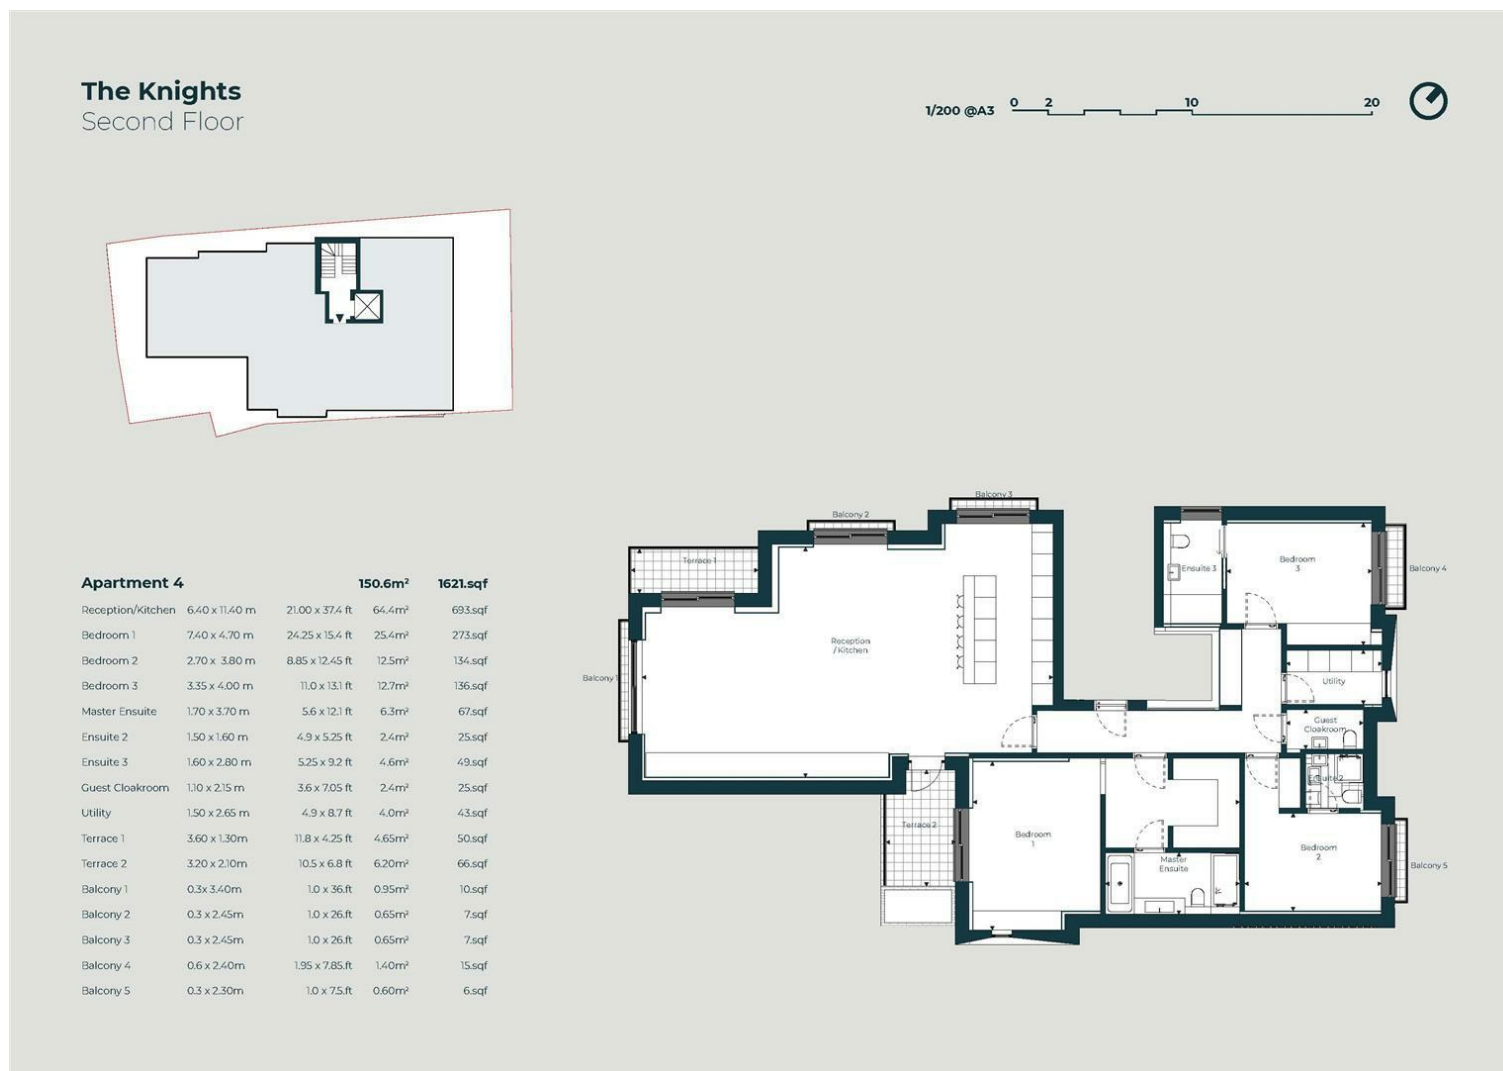 The Knights
Second Floor
1/200 @A3 0 2 10 20
Apartment 4 150.6m² 1621.sqf
Reception/Kitchen 6.40 x 11.40 m 21.00 x 37.4 ft 64.4m² 693.sqf
Bedroom 1 7.40 x 4.70 m 24.25 x 15.4 ft 25.4m² 273.sqf
Bedroom 2 2.70 x 3.80 m 8.85 x 12.45 ft 12.5m² 134.sqf
Bedroom 3 3.35 x 4.00 m 11.0 x 13.1 ft 12.7m² 136.sqf
Master Ensuite 1.70 x 3.70 m 5.6 x 12.1 ft 6.3m² 67.sqf
Ensuite 2 1.50 x 1.60 m 4.9 x 5.25 ft 2.4m² 25.sqf
Ensuite 3 1.60 x 2.80 m 5.25 x 9.2 ft 4.6m² 49.sqf
Guest Cloakroom 1.10 x 2.15 m 3.6 x 7.05 ft 2.4m² 25.sqf
Utility 1.50 x 2.65 m 4.9 x 8.7 ft 4.0m² 43.sqf
Terrace 1 3.60 x 1.30m 11.8 x 4.25 ft 4.65m² 50.sqf
Terrace 2 3.20 x 2.10m 10.5 x 6.8 ft 6.20m² 66.sqf
Balcony 1 0.3x 3.40m 1.0 x 36.ft 0.95m² 10.sqf
Balcony 2 0.3 x 2.45m 1.0 x 26.ft 0.65m² 7.sqf
Balcony 3 0.3 x 2.45m 1.0 x 26.ft 0.65m² 7.sqf
Balcony 4 0.6 x 2.40m 1.95 x 7.85.ft 1.40m² 15.sqf
Balcony 5 0.3 x 2.30m 1.0 x 7.5.ft 0.60m² 6.sqf
Balcony 3
Balcony 2
Terrace 1
Balcony 1
Reception
/ Kitchen
Ensuite 3
Bedroom
3
Balcony 4
Utility
Guest
Cloakroom
Ensuite 2
Terrace 2
Bedroom
1
Master
Ensuite
Bedroom
2
Balcony 5